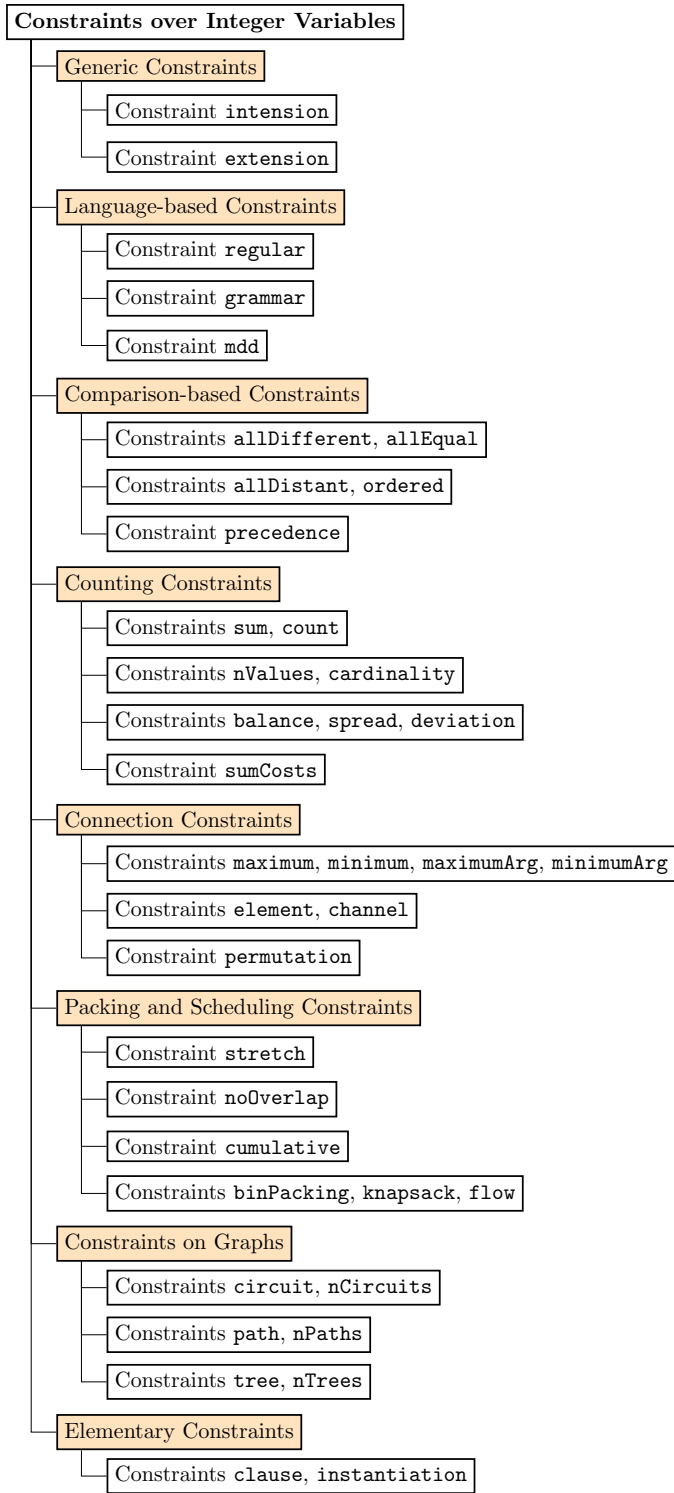 Constraints over Integer Variables
Generic Constraints
Constraint intension
Constraint extension
Language-based Constraints
Constraint regular
Constraint grammar
Constraint mdd
Comparison-based Constraints
Constraints allDifferent, allEqual
Constraints allDistant, ordered
Constraint precedence
Counting Constraints
Constraints sum, count
Constraints nValues, cardinality
Constraints balance, spread, deviation
Constraint sumCosts
Connection Constraints
Constraints maximum, minimum, maximumArg, minimumArg
Constraints element, channel
Constraint permutation
Packing and Scheduling Constraints
Constraint stretch
Constraint noOverlap
Constraint cumulative
Constraints binPacking, knapsack, flow
Constraints on Graphs
Constraints circuit, nCircuits
Constraints path, nPaths
Constraints tree, nTrees
Elementary Constraints
Constraints clause, instantiation